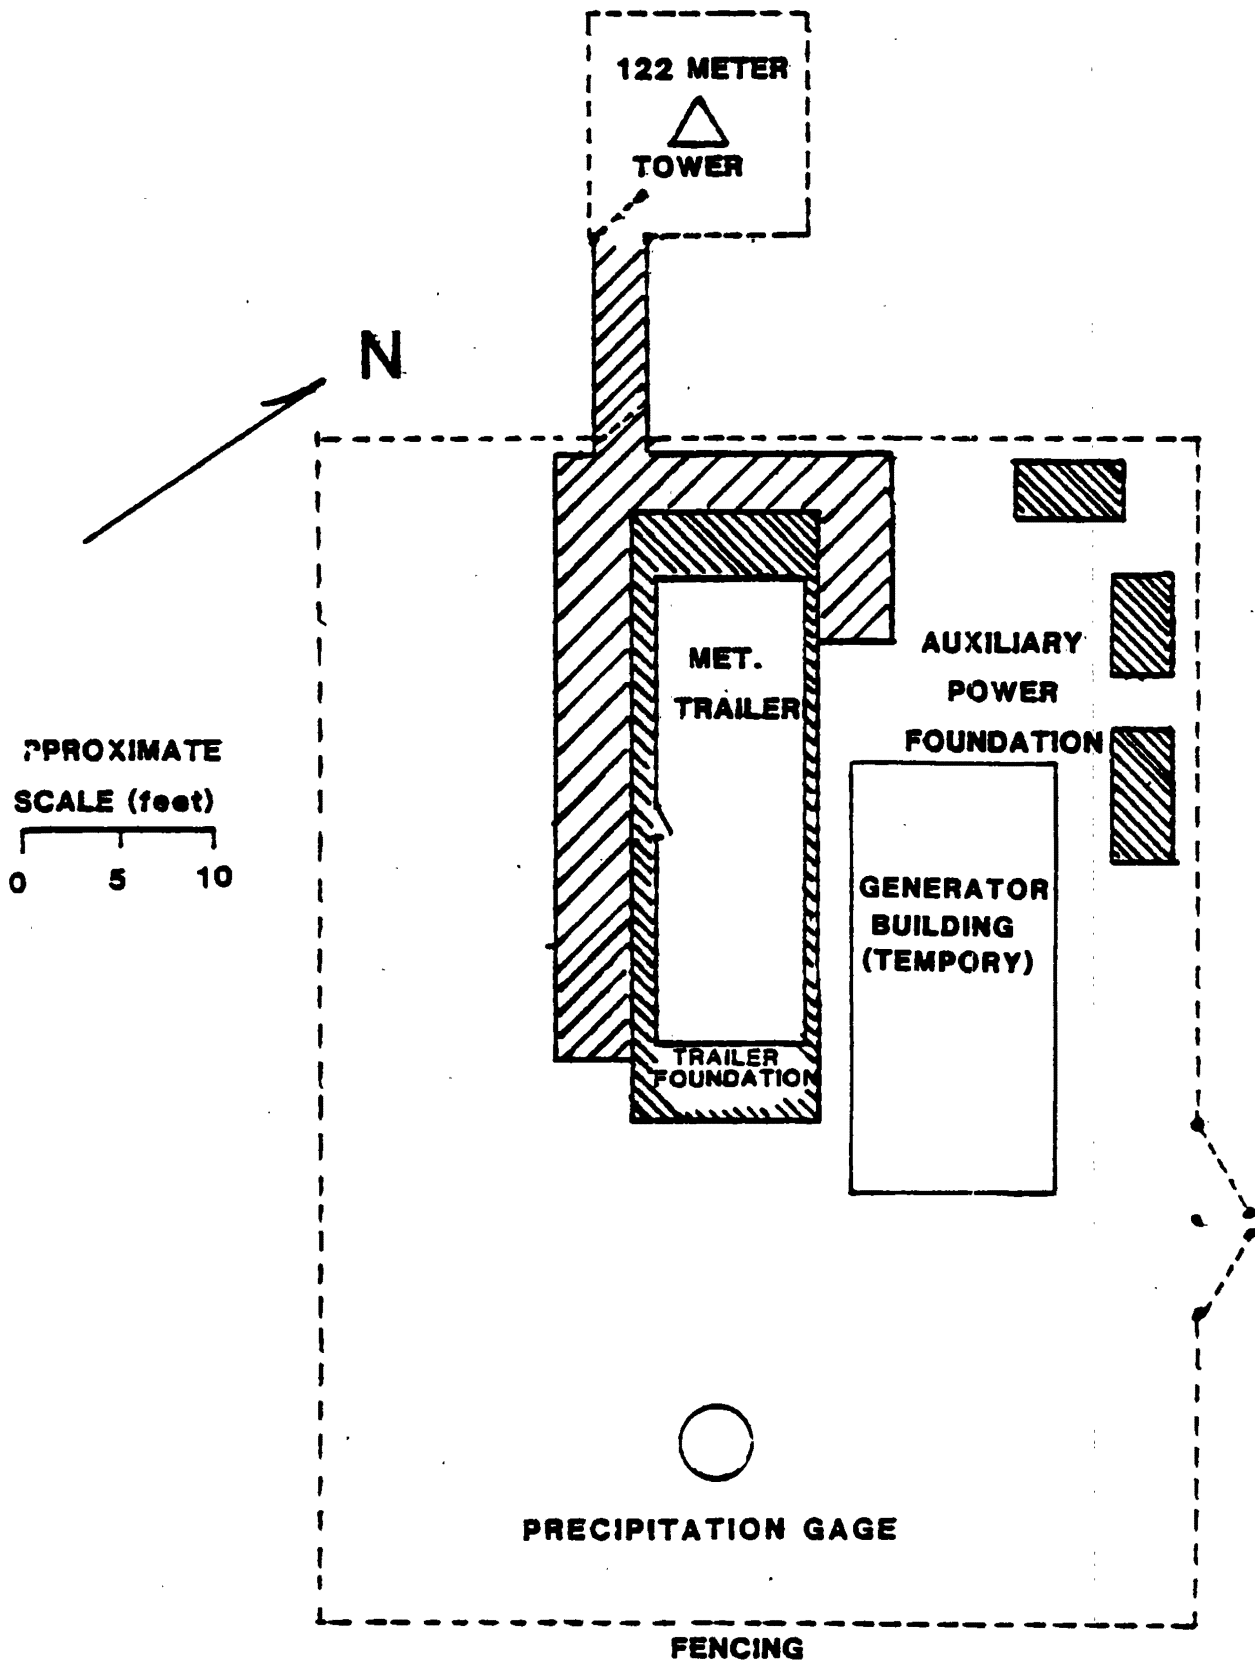 122 METER
TOWER
N
MET.
TRAILER
AUXILIARY
POWER
FOUNDATION
PPROXIMATE
SCALE (feet)
0 5 10
GENERATOR
BUILDING
(TEMPORY)
TRAILER
FOUNDATION
PRECIPITATION GAGE
FENCING